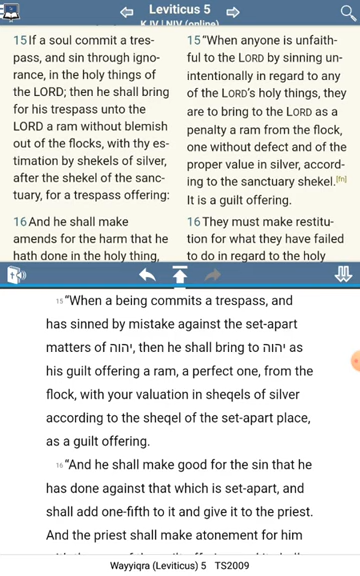 Leviticus 5
KJV | NIV (online)
15 If a soul commit a tres-
pass, and sin through igno-
rance, in the holy things of
the LORD; then he shall bring
for his trespass unto the
LORD a ram without blemish
out of the flocks, with thy es-
timation by shekels of silver,
after the shekel of the sanc-
tuary, for a trespass offering:
16 And he shall make
amends for the harm that he
hath done in the holy thing,
15 “When anyone is unfaith-
ful to the LORD by sinning un-
intentionally in regard to any
of the LORD’s holy things, they
are to bring to the LORD as a
penalty a ram from the flock,
one without defect and of the
proper value in silver, accord-
ing to the sanctuary shekel.[fn]
It is a guilt offering.
16 They must make restitu-
tion for what they have failed
to do in regard to the holy
15 “When a being commits a trespass, and
has sinned by mistake against the set-apart
matters of יהוה, then he shall bring to יהוה as
his guilt offering a ram, a perfect one, from the
flock, with your valuation in sheqels of silver
according to the sheqel of the set-apart place,
as a guilt offering.
16 “And he shall make good for the sin that he
has done against that which is set-apart, and
shall add one-fifth to it and give it to the priest.
And the priest shall make atonement for him
Wayyiqra (Leviticus) 5 TS2009